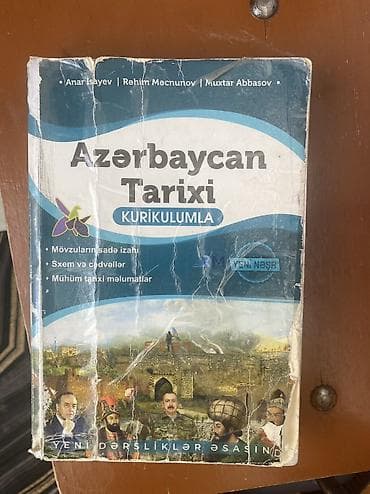 • Anar İsayev | Rəhim Məcnunov | Muxtar Abbasov •
Azərbaycan
Tarixi
KURİKULUMLA
• Mövzuların sadə izahı
• Sxem və cədvəllər
• Mühüm tarixi məlumatlar
YENİ NƏŞR
YENİ DƏRSLİKLƏR ƏSASIN